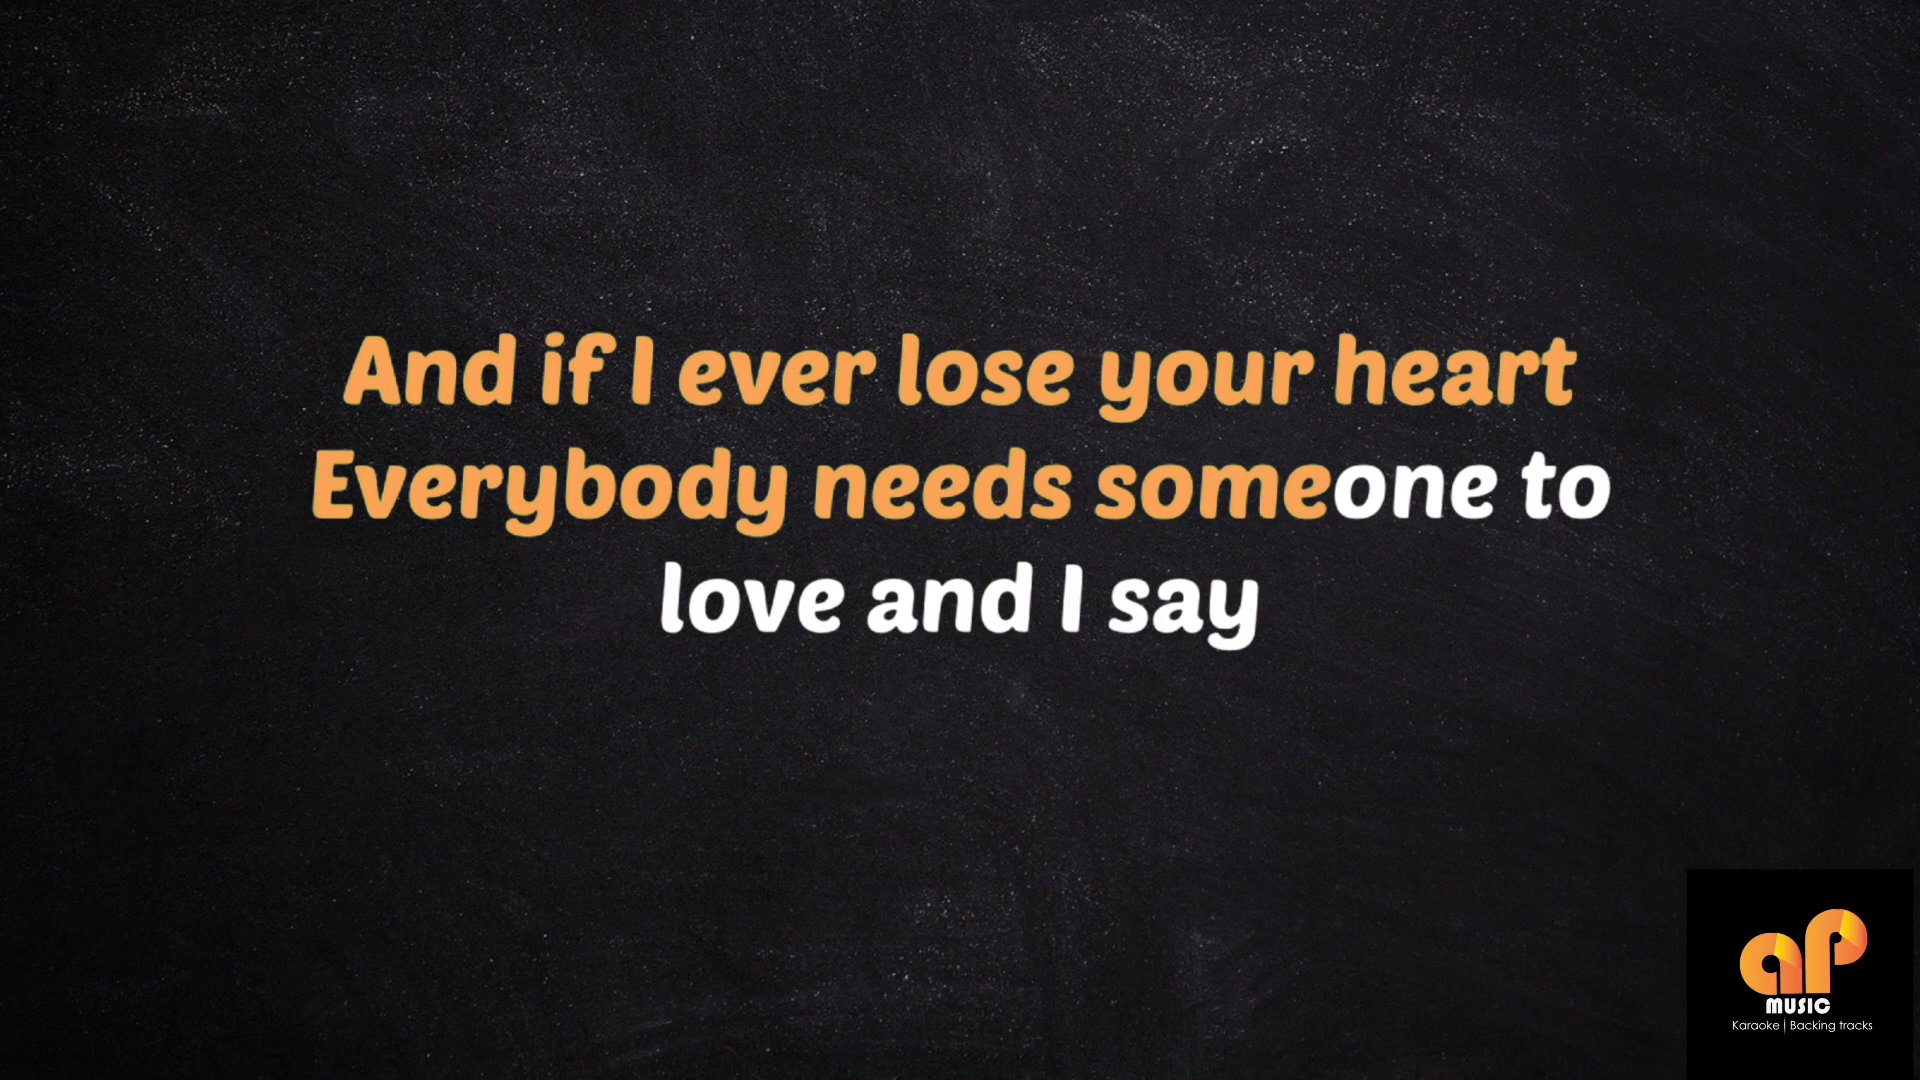 And if I ever lose your heart
Everybody needs someone to
love and I say
aP
MUSIC
Karaoke | Backing tracks